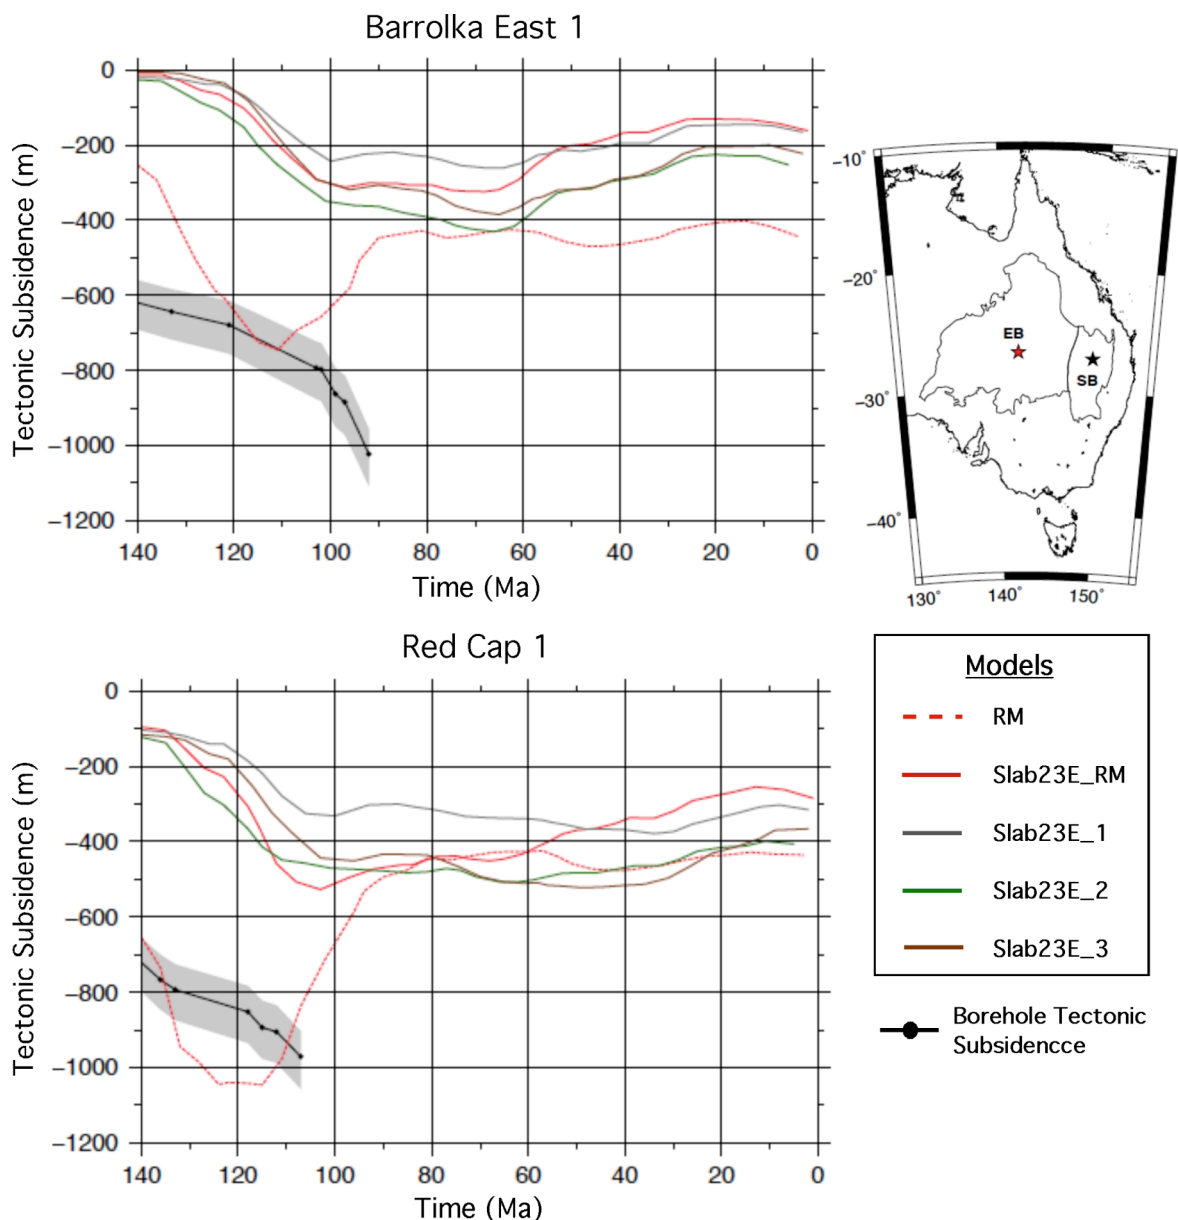 Barrolka East 1
Tectonic Subsidence (m)
0
−200
−400
−600
−800
−1000
−1200
140 120 100 80 60 40 20 0
Time (Ma)
−10˚
−20˚
−30˚
−40˚
130˚ 140˚ 150˚
EB
SB
Red Cap 1
Tectonic Subsidence (m)
0
−200
−400
−600
−800
−1000
−1200
140 120 100 80 60 40 20 0
Time (Ma)
Models
RM
Slab23E_RM
Slab23E_1
Slab23E_2
Slab23E_3
Borehole Tectonic
Subsidencce